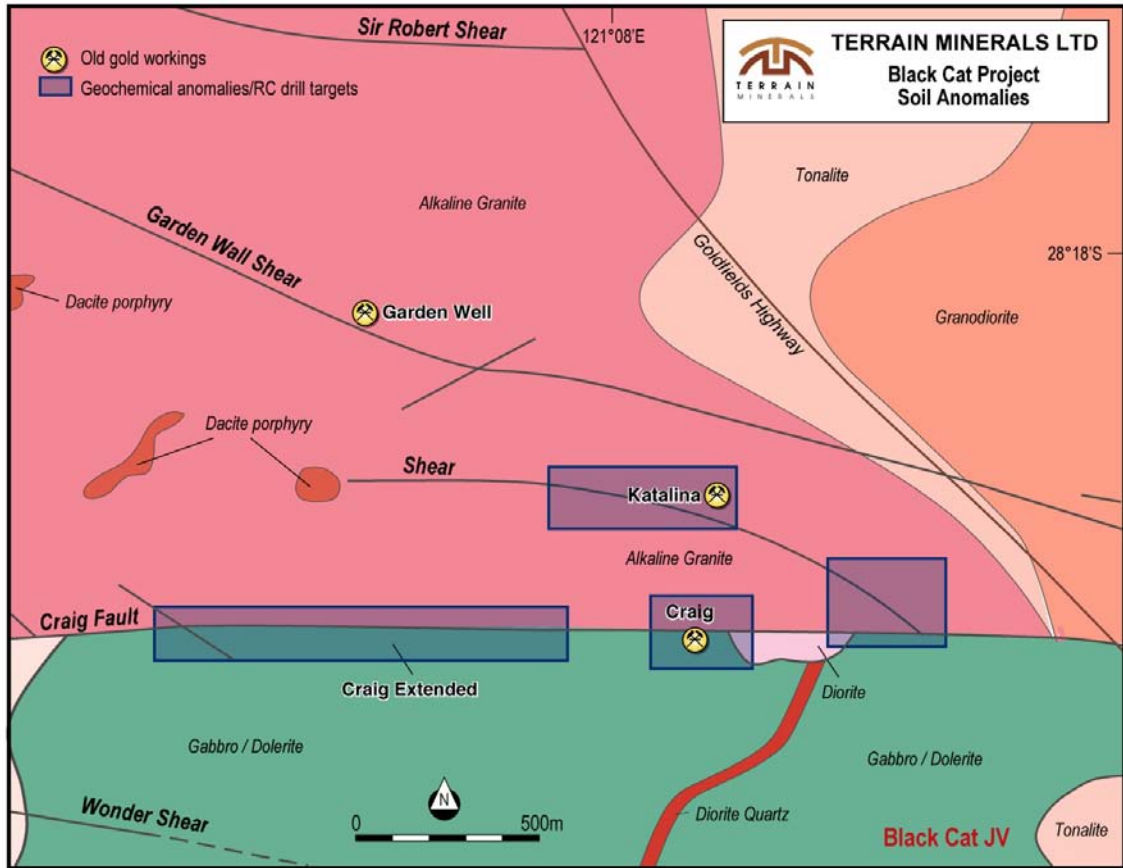 Sir Robert Shear
121°08'E
TERRAIN MINERALS LTD
Black Cat Project
Soil Anomalies
TERRAIN
MINERALS
Old gold workings
Geochemical anomalies/RC drill targets
Tonalite
Alkaline Granite
Garden Wall Shear
Goldfields Highway
28°18'S
Dacite porphyry
Garden Well
Granodiorite
Dacite porphyry
Shear
Katalina
Alkaline Granite
Craig Fault
Craig
Craig Extended
Diorite
Gabbro / Dolerite
Gabbro / Dolerite
Wonder Shear
N
0
500m
Diorite Quartz
Black Cat JV
Tonalite